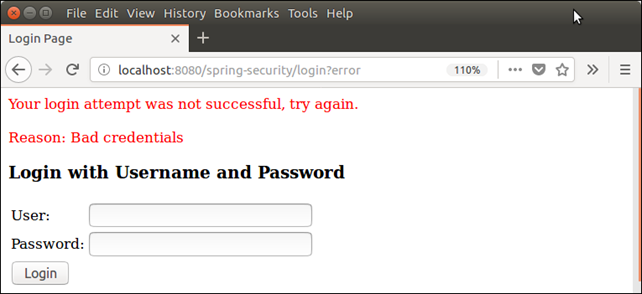 File Edit View History Bookmarks Tools Help
Login Page
localhost:8080/spring-security/login?error 110%
Your login attempt was not successful, try again.
Reason: Bad credentials
Login with Username and Password
User:
Password:
Login